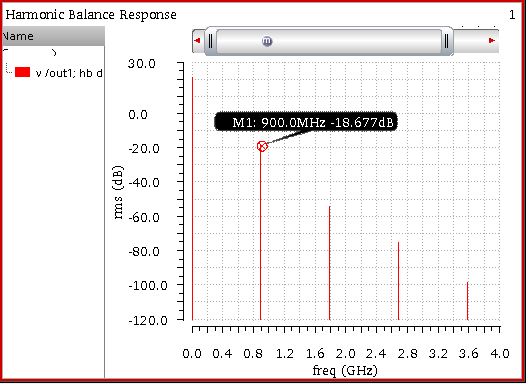 Harmonic Balance Response
1
Name
v /out1; hb d
m
30.0
0.0
-20.0
-40.0
-60.0
-80.0
-100.0
-120.0
rms (dB)
M1: 900.0MHz -18.677dB
0.0 0.4 0.8 1.2 1.6 2.0 2.4 2.8 3.2 3.6 4.0
freq (GHz)